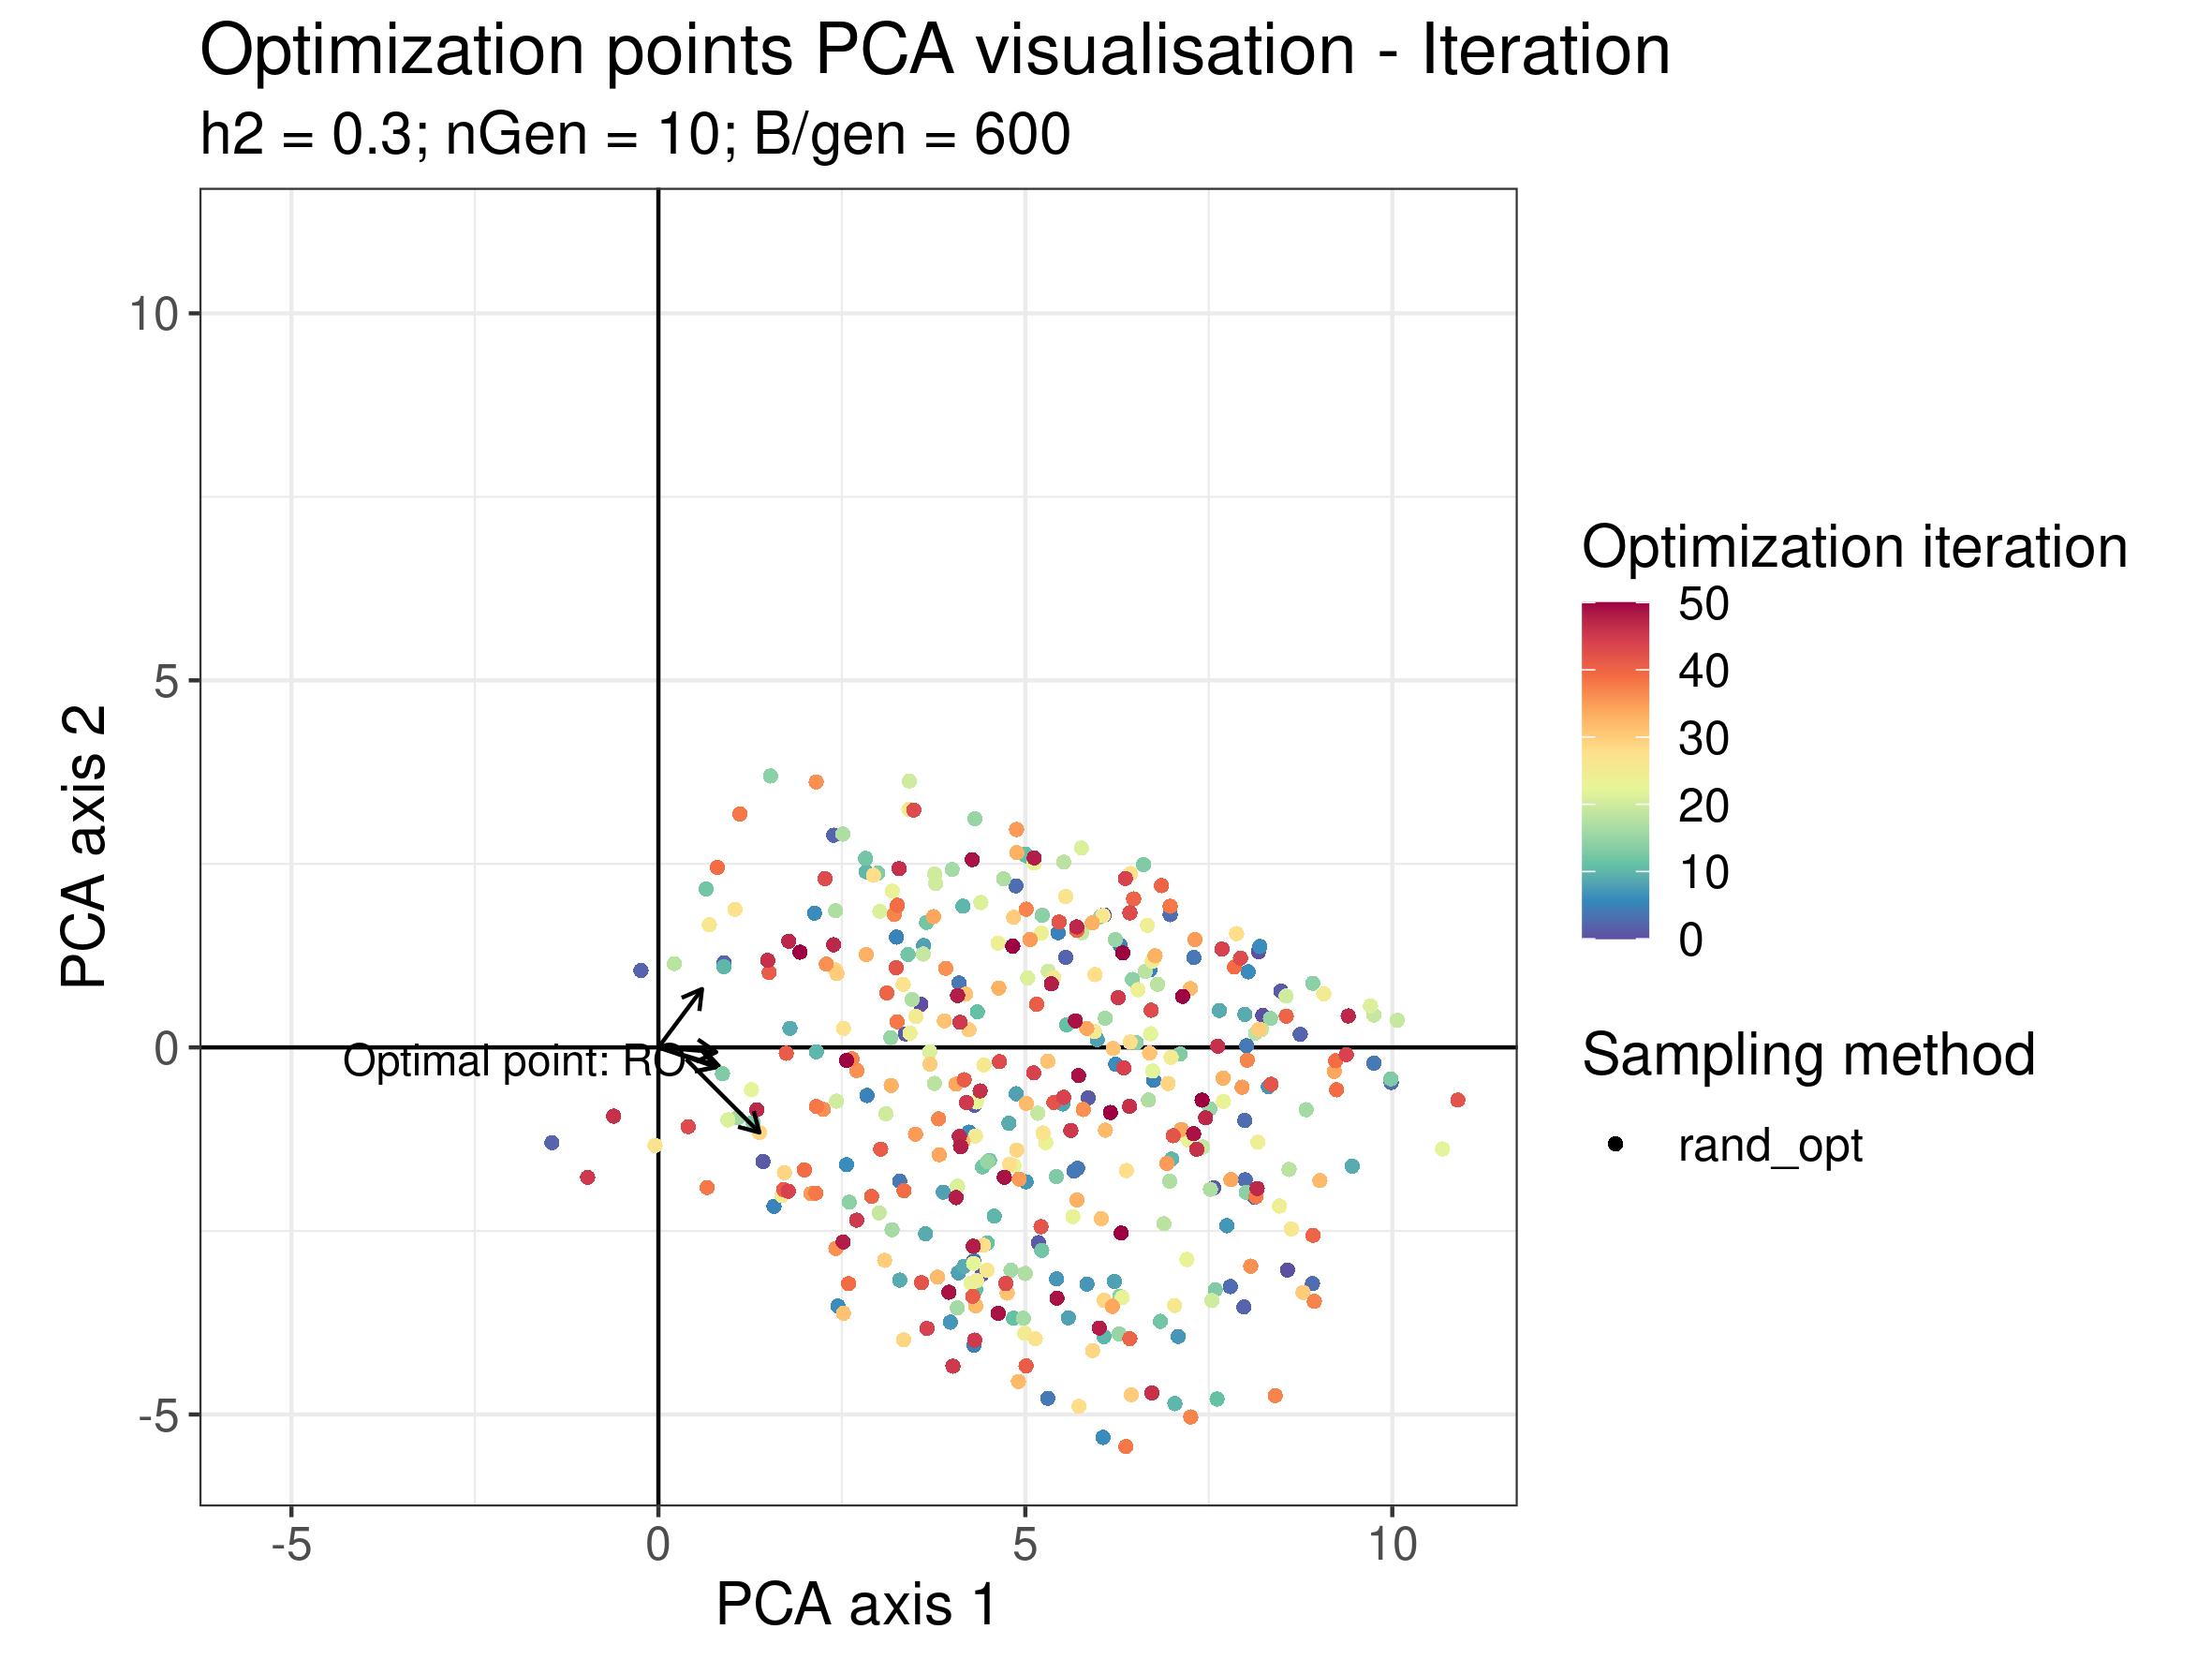 Optimization points PCA visualisation - Iteration
h2 = 0.3; nGen = 10; B/gen = 600
PCA axis 2
10
5
0
-5
Optimal point: RO
-5
0
5
10
PCA axis 1
Optimization iteration
50
40
30
20
10
0
Sampling method
rand_opt